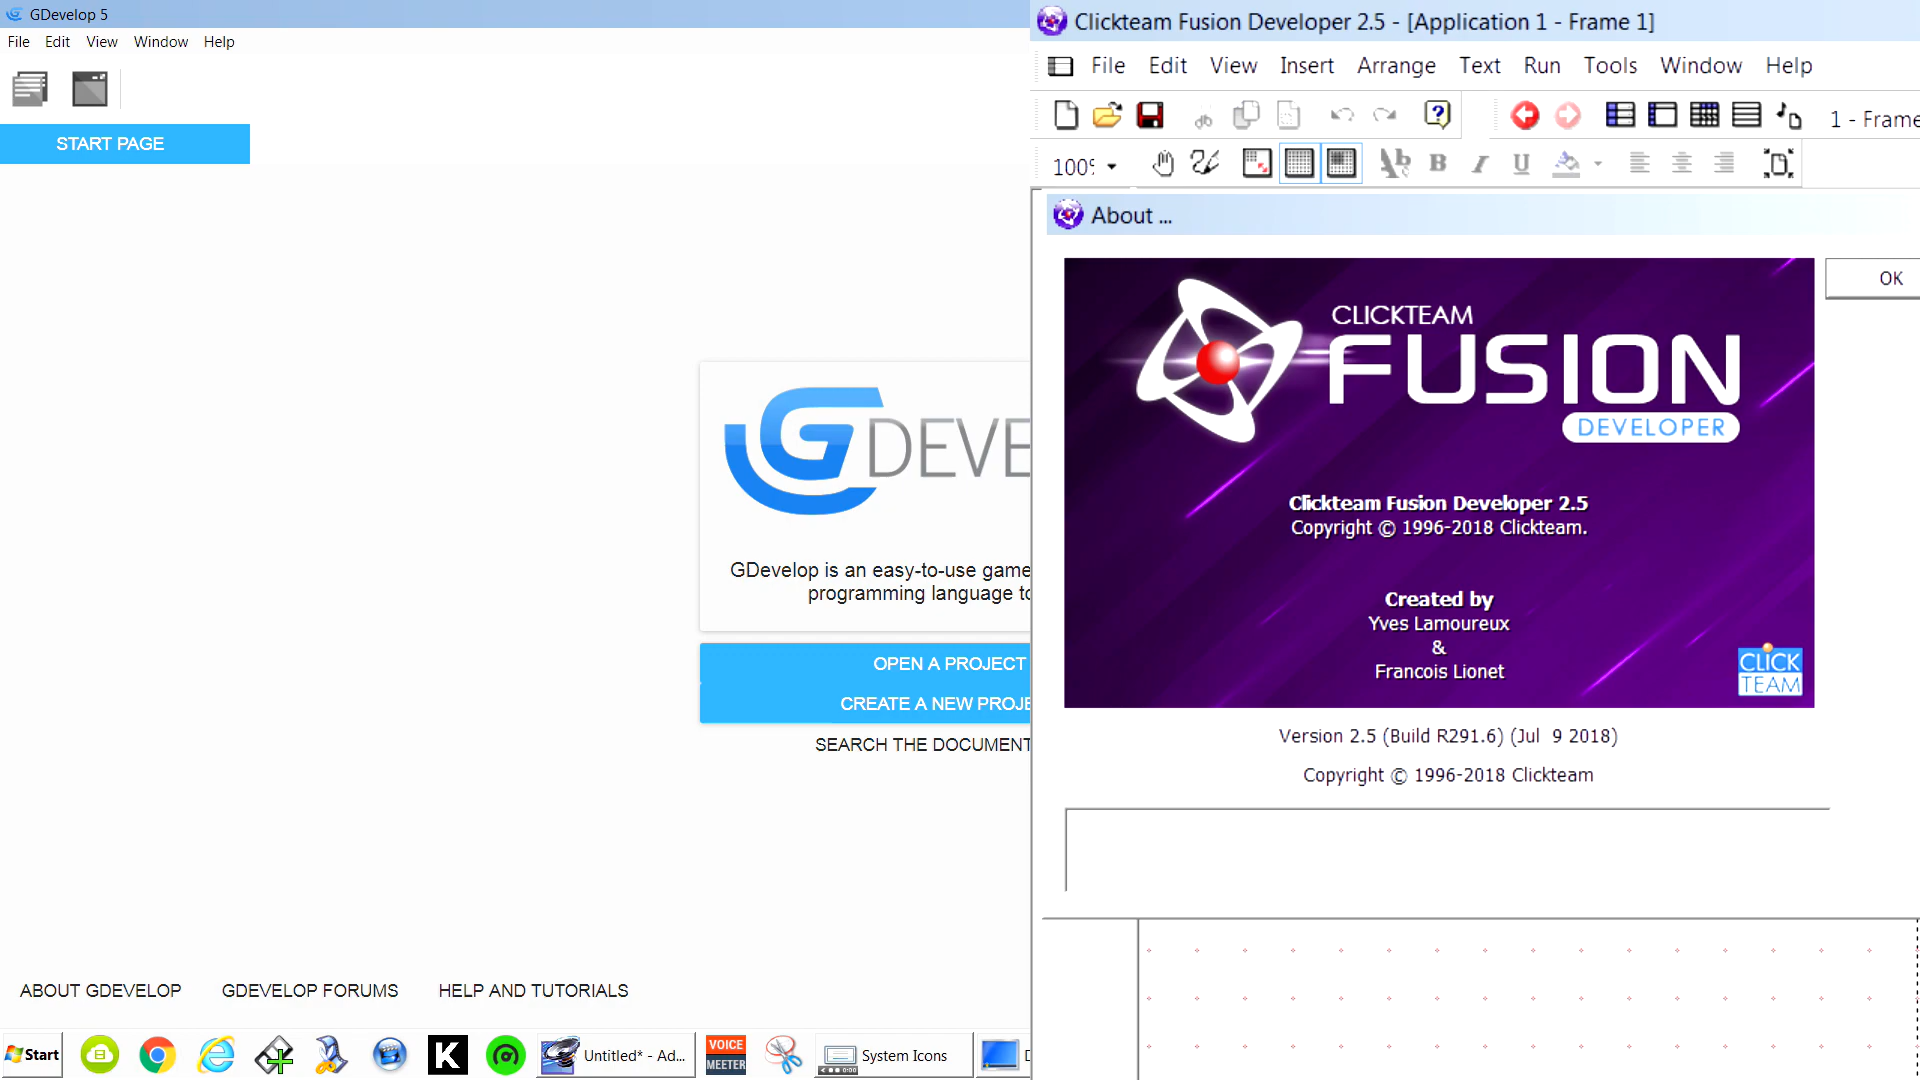 GDevelop 5
File Edit View Window Help
START PAGE
GDEVE
GDevelop is an easy-to-use game
programming language to
OPEN A PROJECT
CREATE A NEW PROJE
SEARCH THE DOCUMENT
ABOUT GDEVELOP GDEVELOP FORUMS HELP AND TUTORIALS
Start
K
Untitled* - Ad...
VOICE
MEETER
System Icons
D
Clickteam Fusion Developer 2.5 - [Application 1 - Frame 1]
File Edit View Insert Arrange Text Run Tools Window Help
1 - Frame
100%
B I U
About ...
OK
CLICKTEAM
FUSION
DEVELOPER
Clickteam Fusion Developer 2.5
Copyright © 1996-2018 Clickteam.
Created by
Yves Lamoureux
&
Francois Lionet
CLICK
TEAM
Version 2.5 (Build R291.6) (Jul 9 2018)
Copyright © 1996-2018 Clickteam